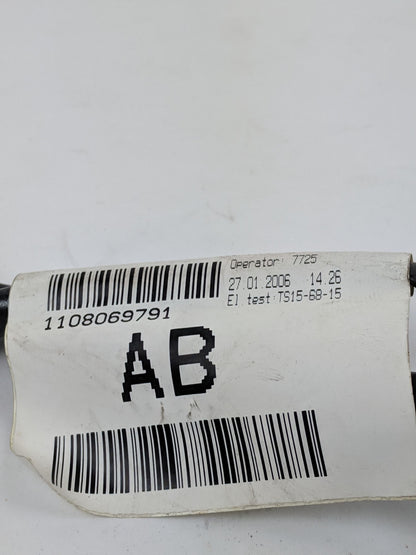 Operator: 7725
27.01.2006 14.26
El test:TS15-68-15
1108069791
AB